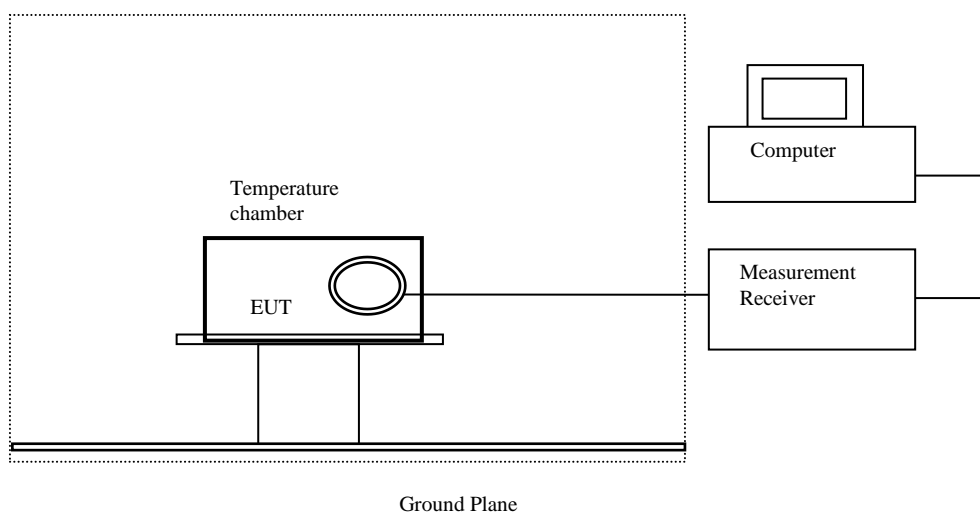 Computer
Temperature
chamber
EUT
Measurement
Receiver
Ground Plane